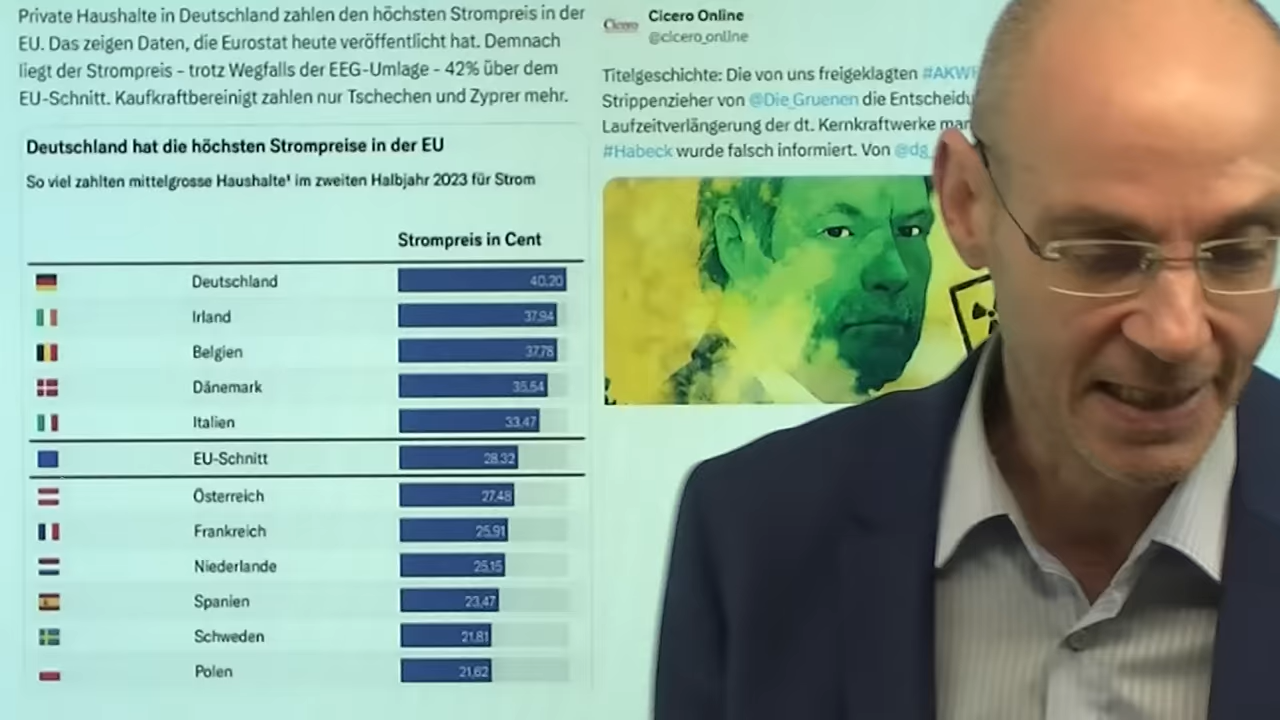 Private Haushalte in Deutschland zahlen den höchsten Strompreis in der
EU. Das zeigen Daten, die Eurostat heute veröffentlicht hat. Demnach
liegt der Strompreis – trotz Wegfalls der EEG-Umlage – 42% über dem
EU-Schnitt. Kaufkraftbereinigt zahlen nur Tschechen und Zyprer mehr.
Deutschland hat die höchsten Strompreise in der EU
So viel zahlten mittelgrosse Haushalte¹ im zweiten Halbjahr 2023 für Strom
Strompreis in Cent
Deutschland 40,20
Irland 37,94
Belgien 37,78
Dänemark 35,54
Italien 33,47
EU-Schnitt 28,32
Österreich 27,48
Frankreich 25,91
Niederlande 25,15
Spanien 23,47
Schweden 21,81
Polen 21,62
Cicero
Cicero Online
@cicero_online
Titelgeschichte: Die von uns freigeklagten
Strippenzieher von @Die_Gruenen die
Laufzeitverlängerung der dt. Kernkraftwerke
#Habeck wurde falsch informiert. Von